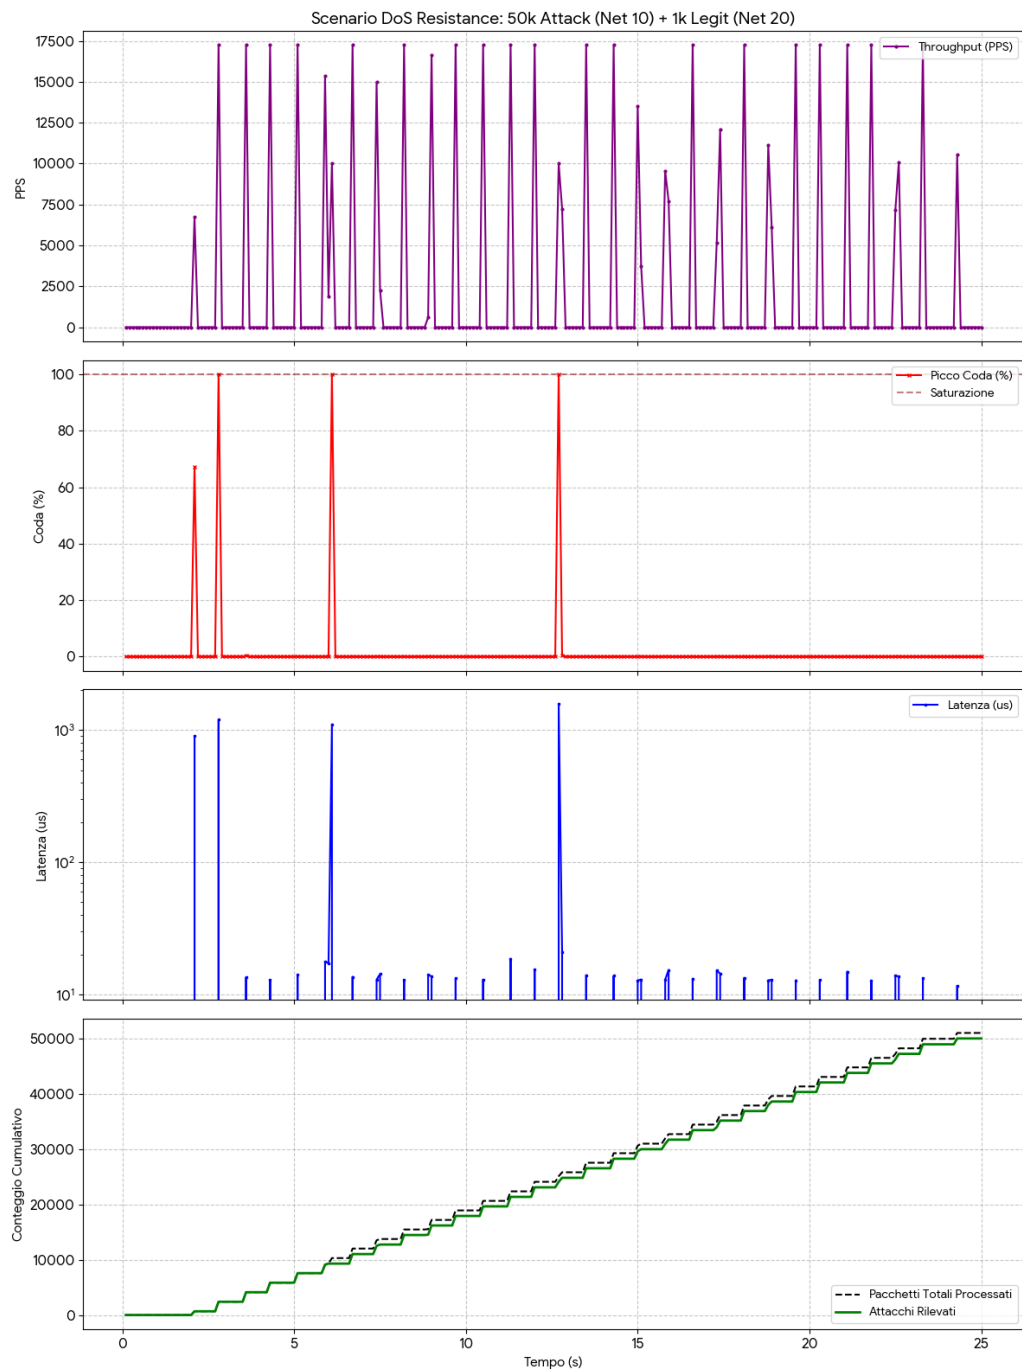 Scenario DoS Resistance: 50k Attack (Net 10) + 1k Legit (Net 20)
Throughput (PPS)
17500
15000
12500
10000
7500
5000
2500
0
PPS
Picco Coda (%)
Saturazione
100
80
60
40
20
0
Coda (%)
Latenza (us)
10³
10²
10¹
Latenza (us)
50000
40000
30000
20000
10000
0
Conteggio Cumulativo
Pacchetti Totali Processati
Attacchi Rilevati
0 5 10 15 20 25
Tempo (s)